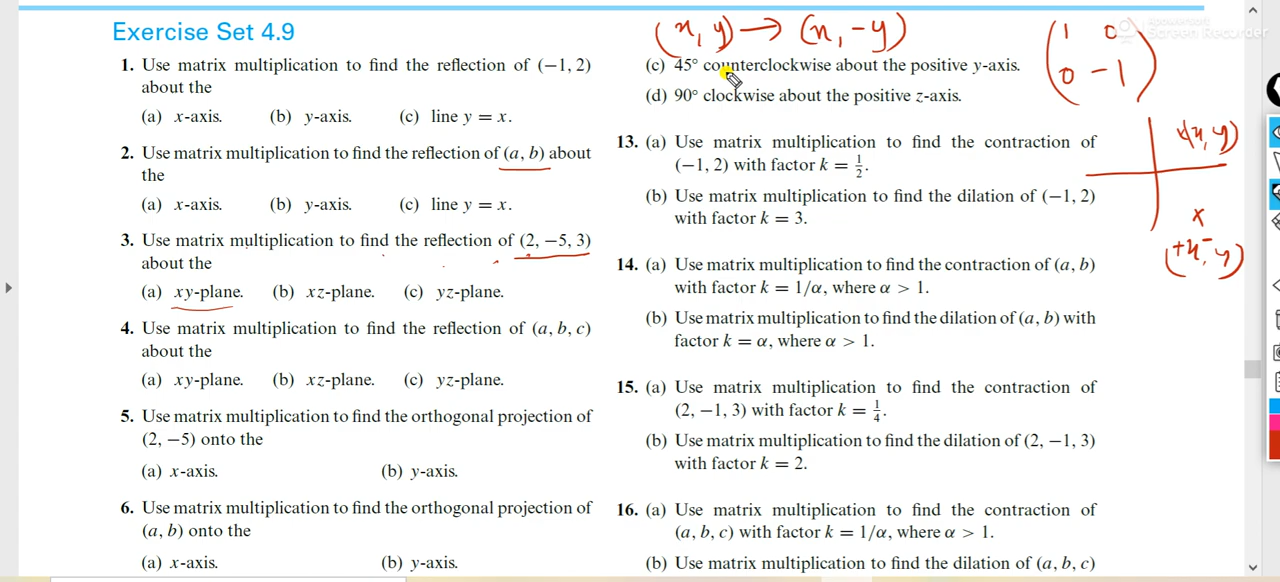 Exercise Set 4.9
1. Use matrix multiplication to find the reflection of (−1, 2)
about the
(a) x-axis. (b) y-axis. (c) line y = x.
2. Use matrix multiplication to find the reflection of (a, b) about
the
(a) x-axis. (b) y-axis. (c) line y = x.
3. Use matrix multiplication to find the reflection of (2, −5, 3)
about the
(a) xy-plane. (b) xz-plane. (c) yz-plane.
4. Use matrix multiplication to find the reflection of (a, b, c)
about the
(a) xy-plane. (b) xz-plane. (c) yz-plane.
5. Use matrix multiplication to find the orthogonal projection of
(2, −5) onto the
(a) x-axis. (b) y-axis.
6. Use matrix multiplication to find the orthogonal projection of
(a, b) onto the
(a) x-axis. (b) y-axis.
(x, y) → (x, −y)
(c) 45° counterclockwise about the positive y-axis.
(d) 90° clockwise about the positive z-axis.
13. (a) Use matrix multiplication to find the contraction of
(−1, 2) with factor k = 1/2.
(b) Use matrix multiplication to find the dilation of (−1, 2)
with factor k = 3.
14. (a) Use matrix multiplication to find the contraction of (a, b)
with factor k = 1/α, where α > 1.
(b) Use matrix multiplication to find the dilation of (a, b) with
factor k = α, where α > 1.
15. (a) Use matrix multiplication to find the contraction of
(2, −1, 3) with factor k = 1/4.
(b) Use matrix multiplication to find the dilation of (2, −1, 3)
with factor k = 2.
16. (a) Use matrix multiplication to find the contraction of
(a, b, c) with factor k = 1/α, where α > 1.
(b) Use matrix multiplication to find the dilation of (a, b, c)
1 0
0 −1
Apowersoft
Screen Recorder
x(x, y)
x
(+x, −y)